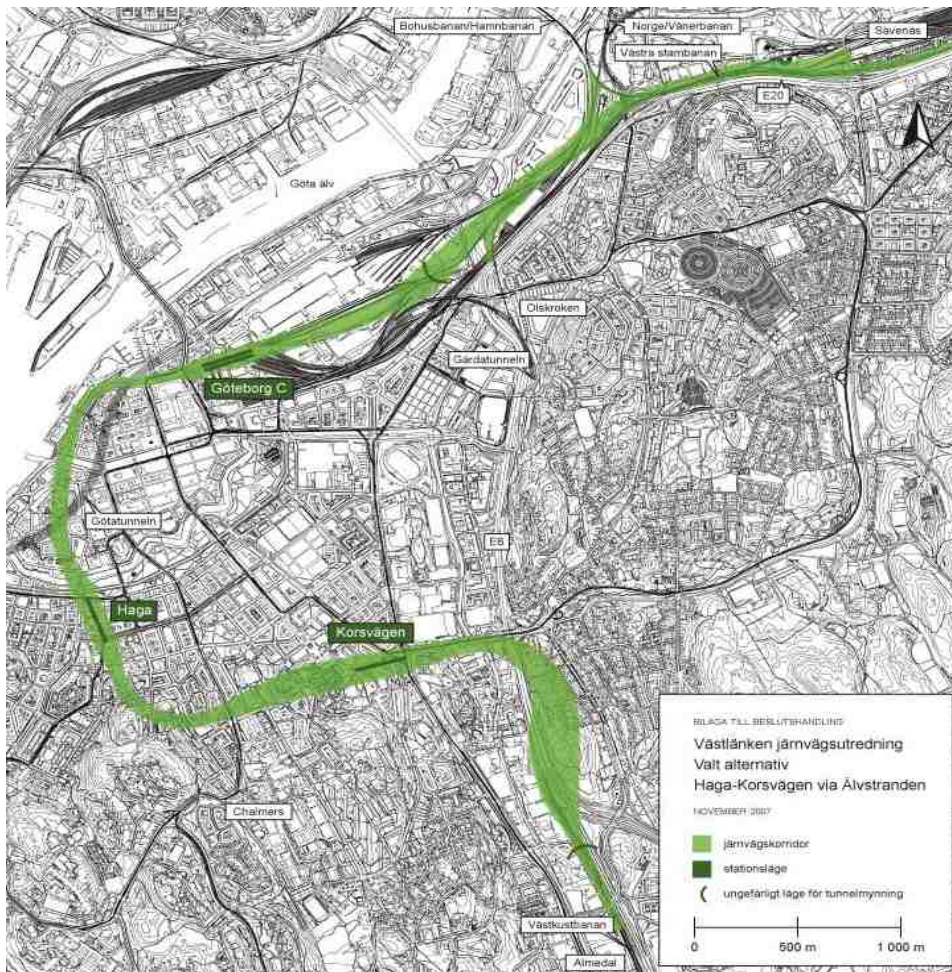 Bohusbanan/Hamnbanan
Norge/Vänerbanan
Sävenäs
Västra stambanan
E20
Göta älv
Olskroken
Gårdatunneln
Göteborg C
Götatunneln
E6
Haga
Korsvägen
Chalmers
Västkustbanan
Almedal
BILAGA TILL BESLUTSHANDLING
Västlänken järnvägsutredning
Valt alternativ
Haga-Korsvägen via Älvstranden
NOVEMBER 2007
järnvägskorridor
stationsläge
ungefärligt läge för tunnelmynning
0 500 m 1 000 m